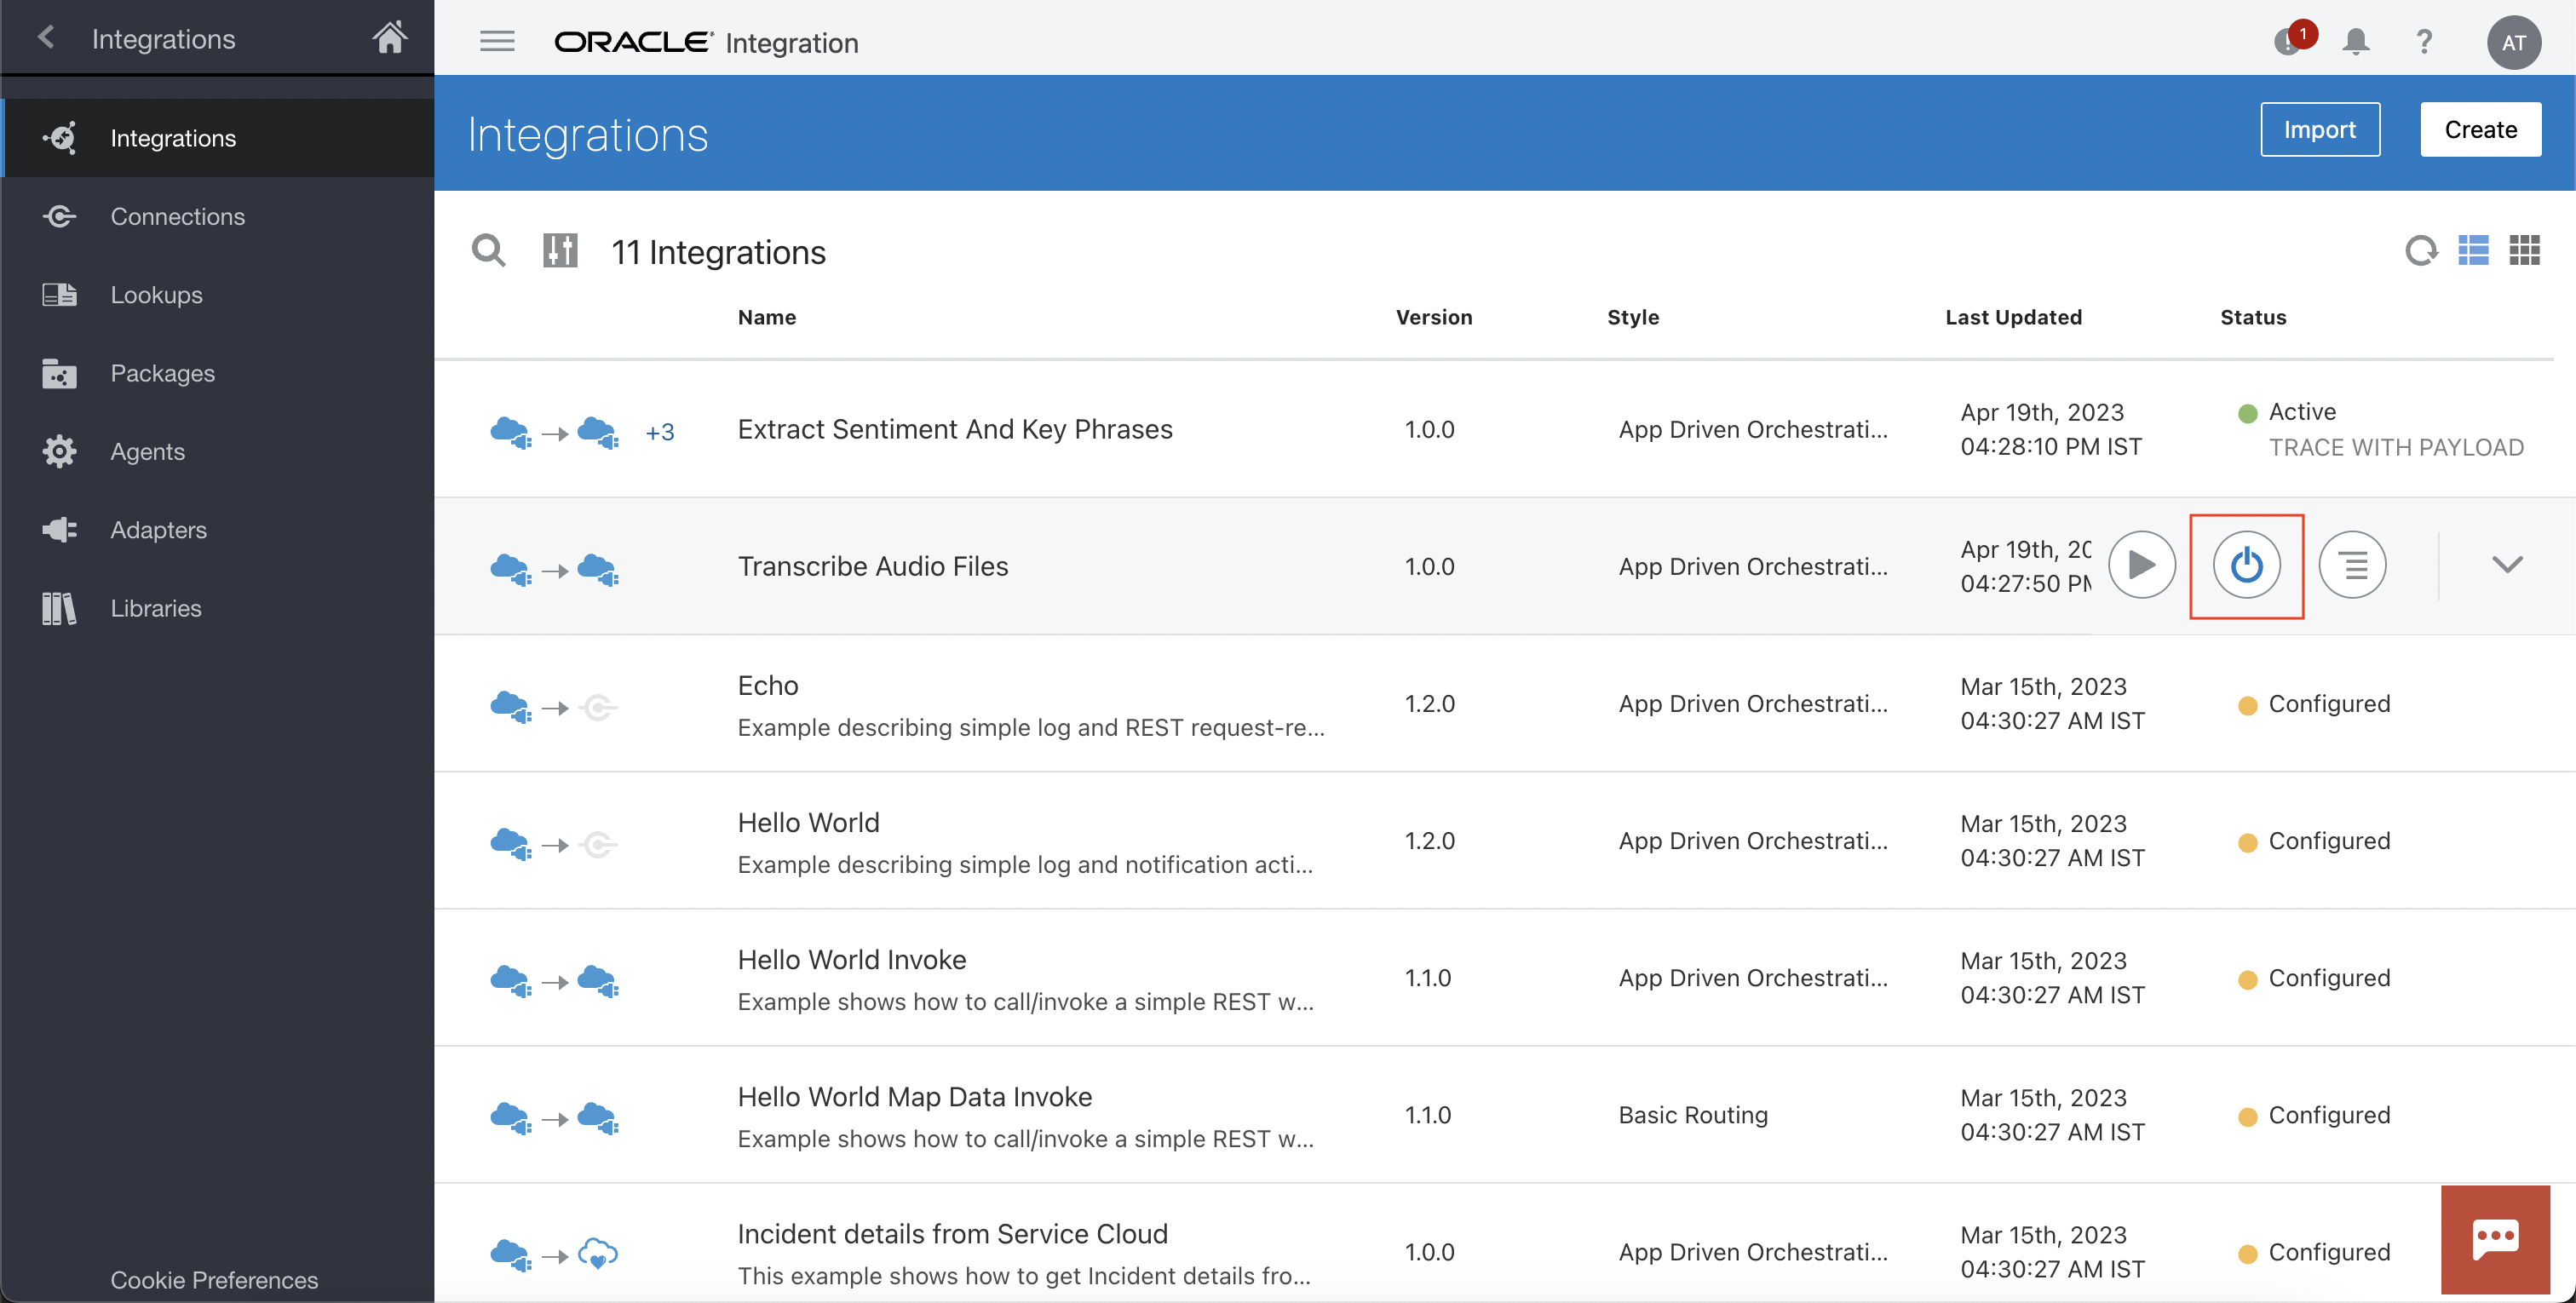 Integrations
Integrations
Connections
Lookups
Packages
Agents
Adapters
Libraries
Cookie Preferences
ORACLE Integration
1
?
AT
Integrations
Import
Create
11 Integrations
Name Version Style Last Updated Status
+3 Extract Sentiment And Key Phrases 1.0.0 App Driven Orchestrati... Apr 19th, 2023 Active
04:28:10 PM IST TRACE WITH PAYLOAD
Transcribe Audio Files 1.0.0 App Driven Orchestrati... Apr 19th, 20
04:27:50 PM
Echo 1.2.0 App Driven Orchestrati... Mar 15th, 2023 Configured
Example describing simple log and REST request-re... 04:30:27 AM IST
Hello World 1.2.0 App Driven Orchestrati... Mar 15th, 2023 Configured
Example describing simple log and notification acti... 04:30:27 AM IST
Hello World Invoke 1.1.0 App Driven Orchestrati... Mar 15th, 2023 Configured
Example shows how to call/invoke a simple REST w... 04:30:27 AM IST
Hello World Map Data Invoke 1.1.0 Basic Routing Mar 15th, 2023 Configured
Example shows how to call/invoke a simple REST w... 04:30:27 AM IST
Incident details from Service Cloud 1.0.0 App Driven Orchestrati... Mar 15th, 2023 Configured
This example shows how to get Incident details fro... 04:30:27 AM IST